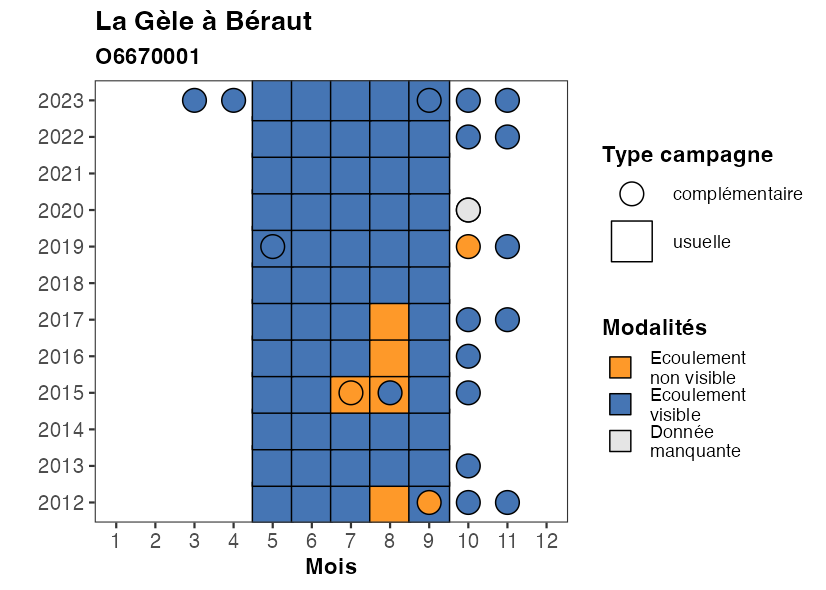 La Gèle à Béraut
O6670001
2023
2022
2021
2020
2019
2018
2017
2016
2015
2014
2013
2012
1 2 3 4 5 6 7 8 9 10 11 12
Mois
Type campagne
complémentaire
usuelle
Modalités
Ecoulement
non visible
Ecoulement
visible
Donnée
manquante